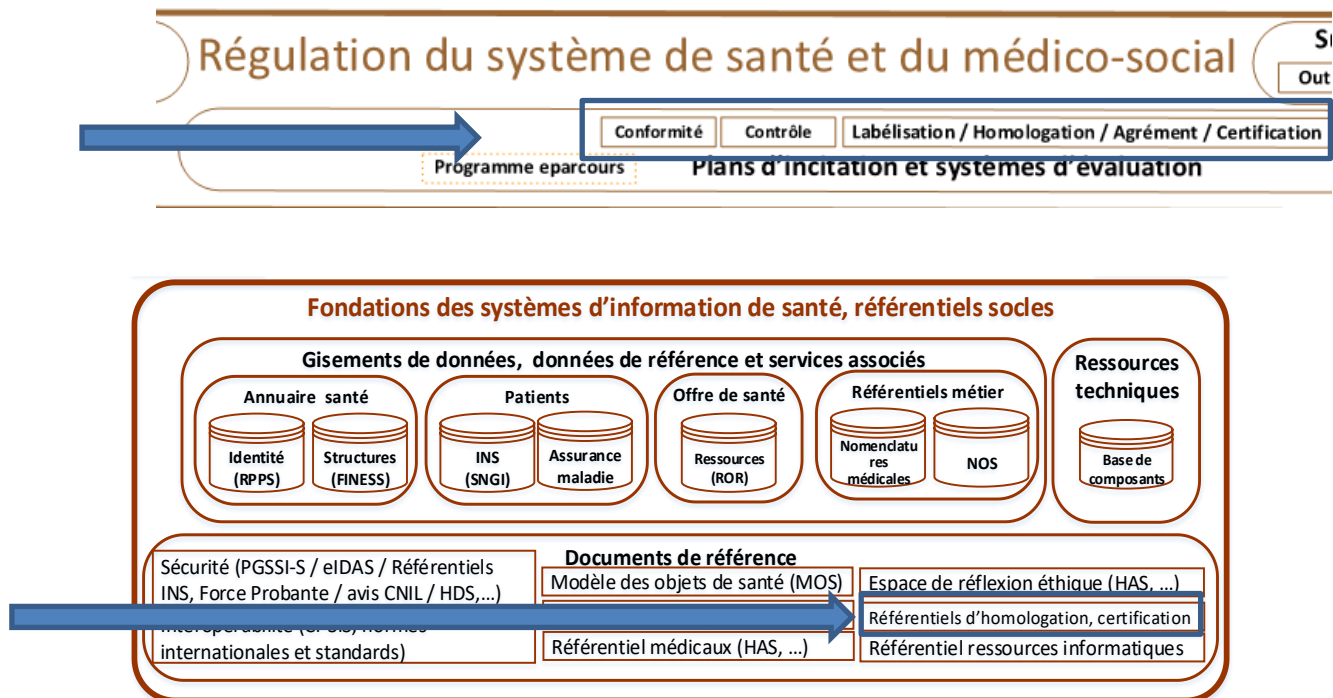 Régulation du système de santé et du médico-social
Out
Conformité
Contrôle
Labélisation / Homologation / Agrément / Certification
Programme eparcours
Plans d'incitation et systèmes d'évaluation
Fondations des systèmes d'information de santé, référentiels socles
Gisements de données, données de référence et services associés
Ressources
techniques
Annuaire santé
Patients
Offre de santé
Référentiels métier
Identité
(RPPS)
Structures
(FINESS)
INS
(SNGI)
Assurance
maladie
Ressources
(ROR)
Nomenclatu
res
médicales
NOS
Base de
composants
Documents de référence
Sécurité (PGSSI-S / eIDAS / Référentiels
INS, Force Probante / avis CNIL / HDS,…)
internationales et standards)
Modèle des objets de santé (MOS)
Référentiel médicaux (HAS, …)
Espace de réflexion éthique (HAS, …)
Référentiels d'homologation, certification
Référentiel ressources informatiques